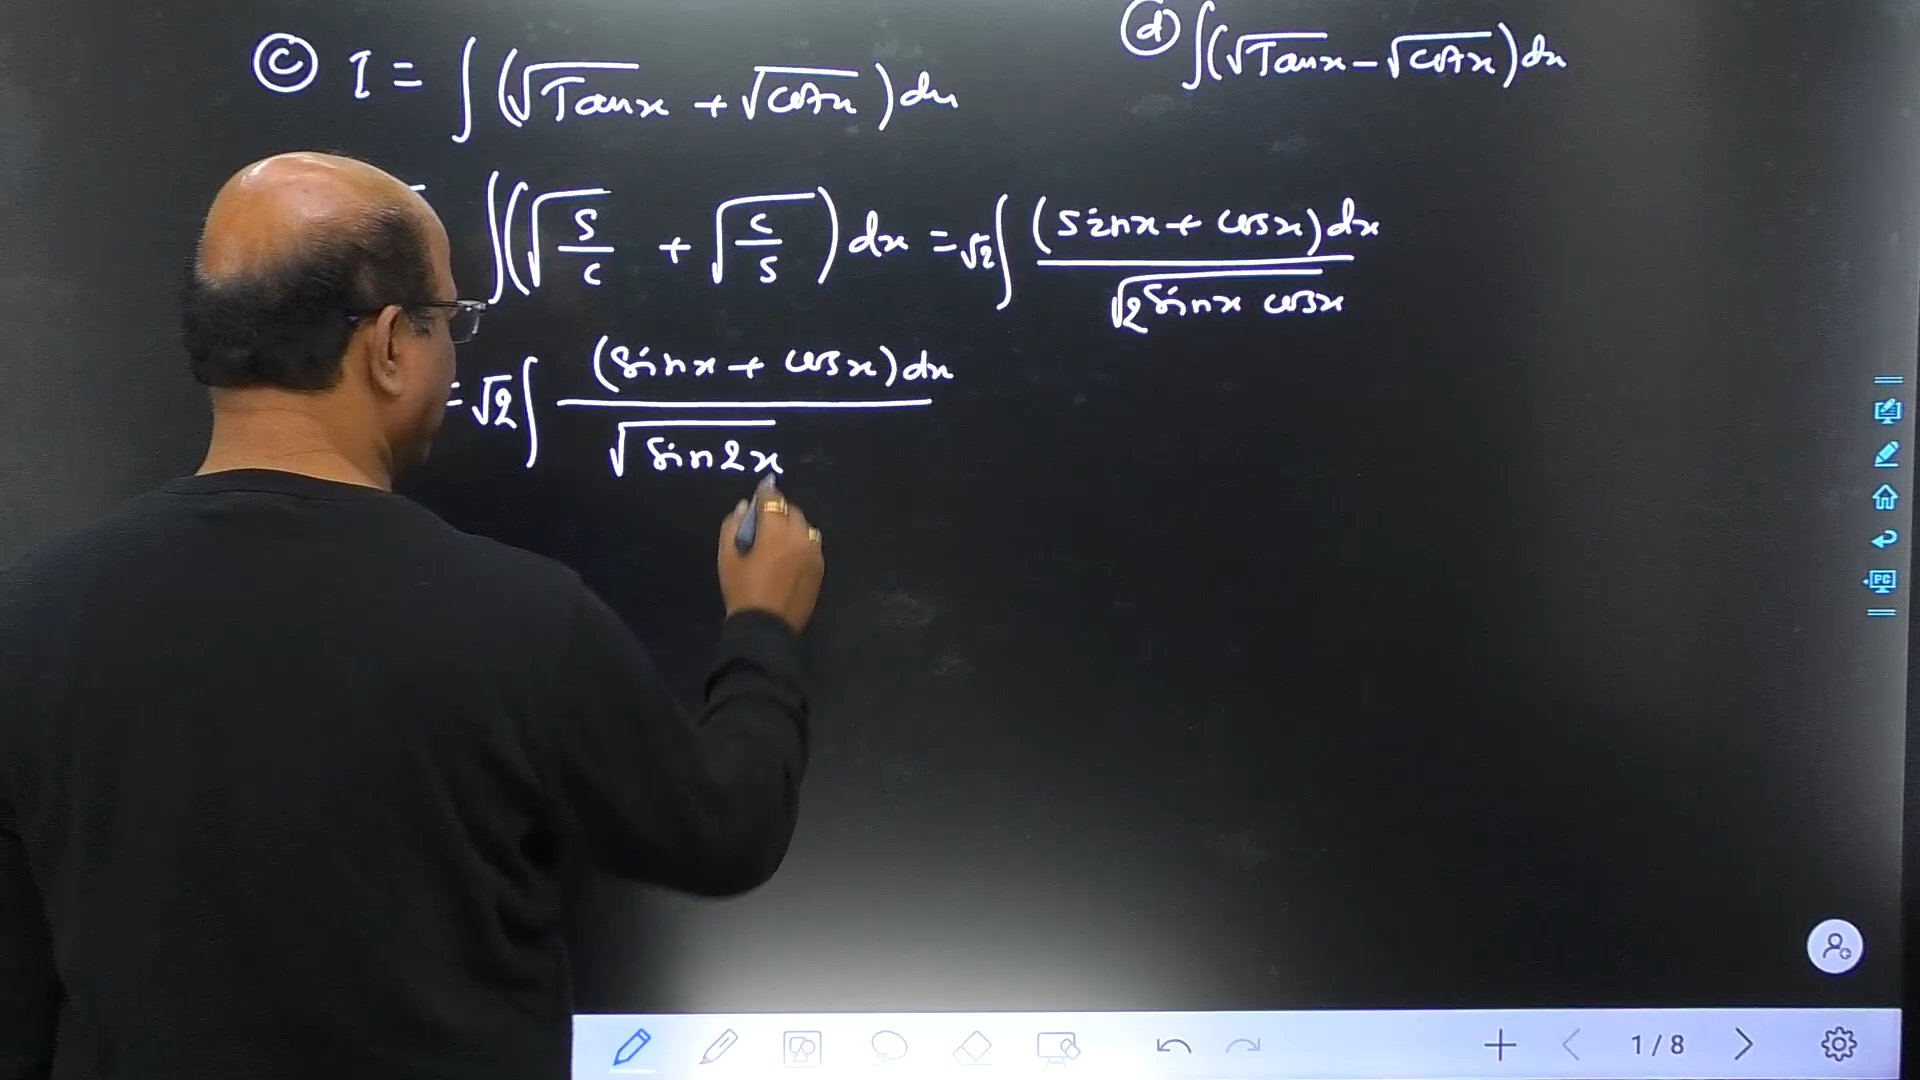 (c) I = ∫ (√Tanx + √cotx) dx
(d) ∫(√Tanx − √cotx) dx
∫(√(s/c) + √(c/s)) dx = √2 ∫ (sinx + cosx) dx / √(2 sinx cosx)
= √2 ∫ (sinx + cosx) dx / √(sin2x)
PC
1 / 8